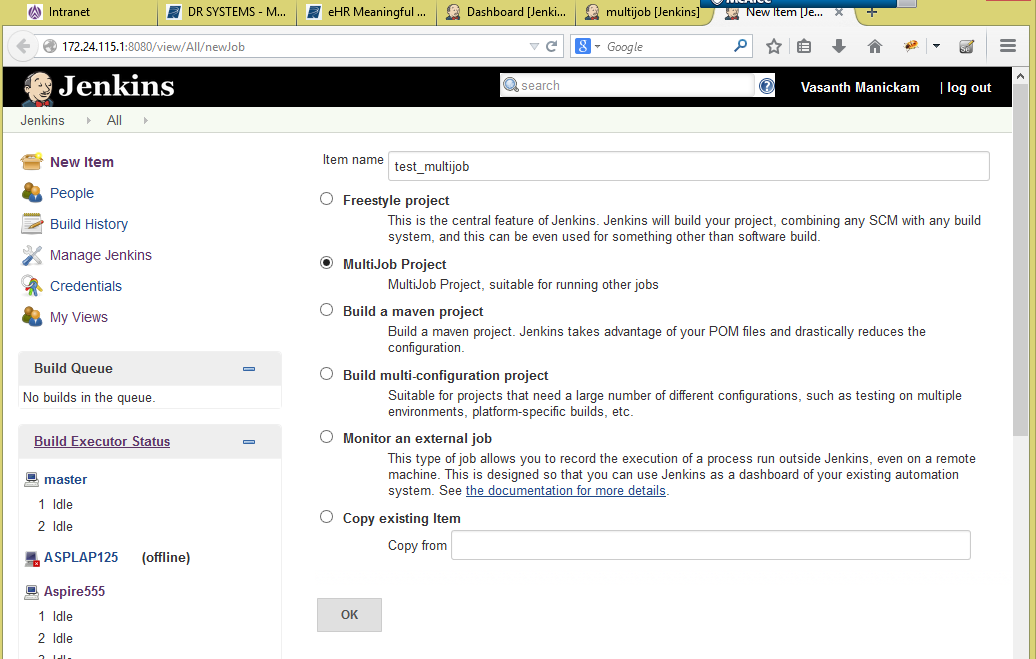 McAfee
Intranet
DR SYSTEMS - M...
eHR Meaningful ...
Dashboard [Jenki...
multijob [Jenkins]
New Item [Je...
172.24.115.1:8080/view/All/newJob
Google
Jenkins
search
Vasanth Manickam
| log out
Jenkins
All
New Item
People
Build History
Manage Jenkins
Credentials
My Views
Build Queue
No builds in the queue.
Build Executor Status
master
1 Idle
2 Idle
ASPLAP125 (offline)
Aspire555
1 Idle
2 Idle
Item name test_multijob
Freestyle project
This is the central feature of Jenkins. Jenkins will build your project, combining any SCM with any build
system, and this can be even used for something other than software build.
MultiJob Project
MultiJob Project, suitable for running other jobs
Build a maven project
Build a maven project. Jenkins takes advantage of your POM files and drastically reduces the
configuration.
Build multi-configuration project
Suitable for projects that need a large number of different configurations, such as testing on multiple
environments, platform-specific builds, etc.
Monitor an external job
This type of job allows you to record the execution of a process run outside Jenkins, even on a remote
machine. This is designed so that you can use Jenkins as a dashboard of your existing automation
system. See the documentation for more details.
Copy existing Item
Copy from
OK